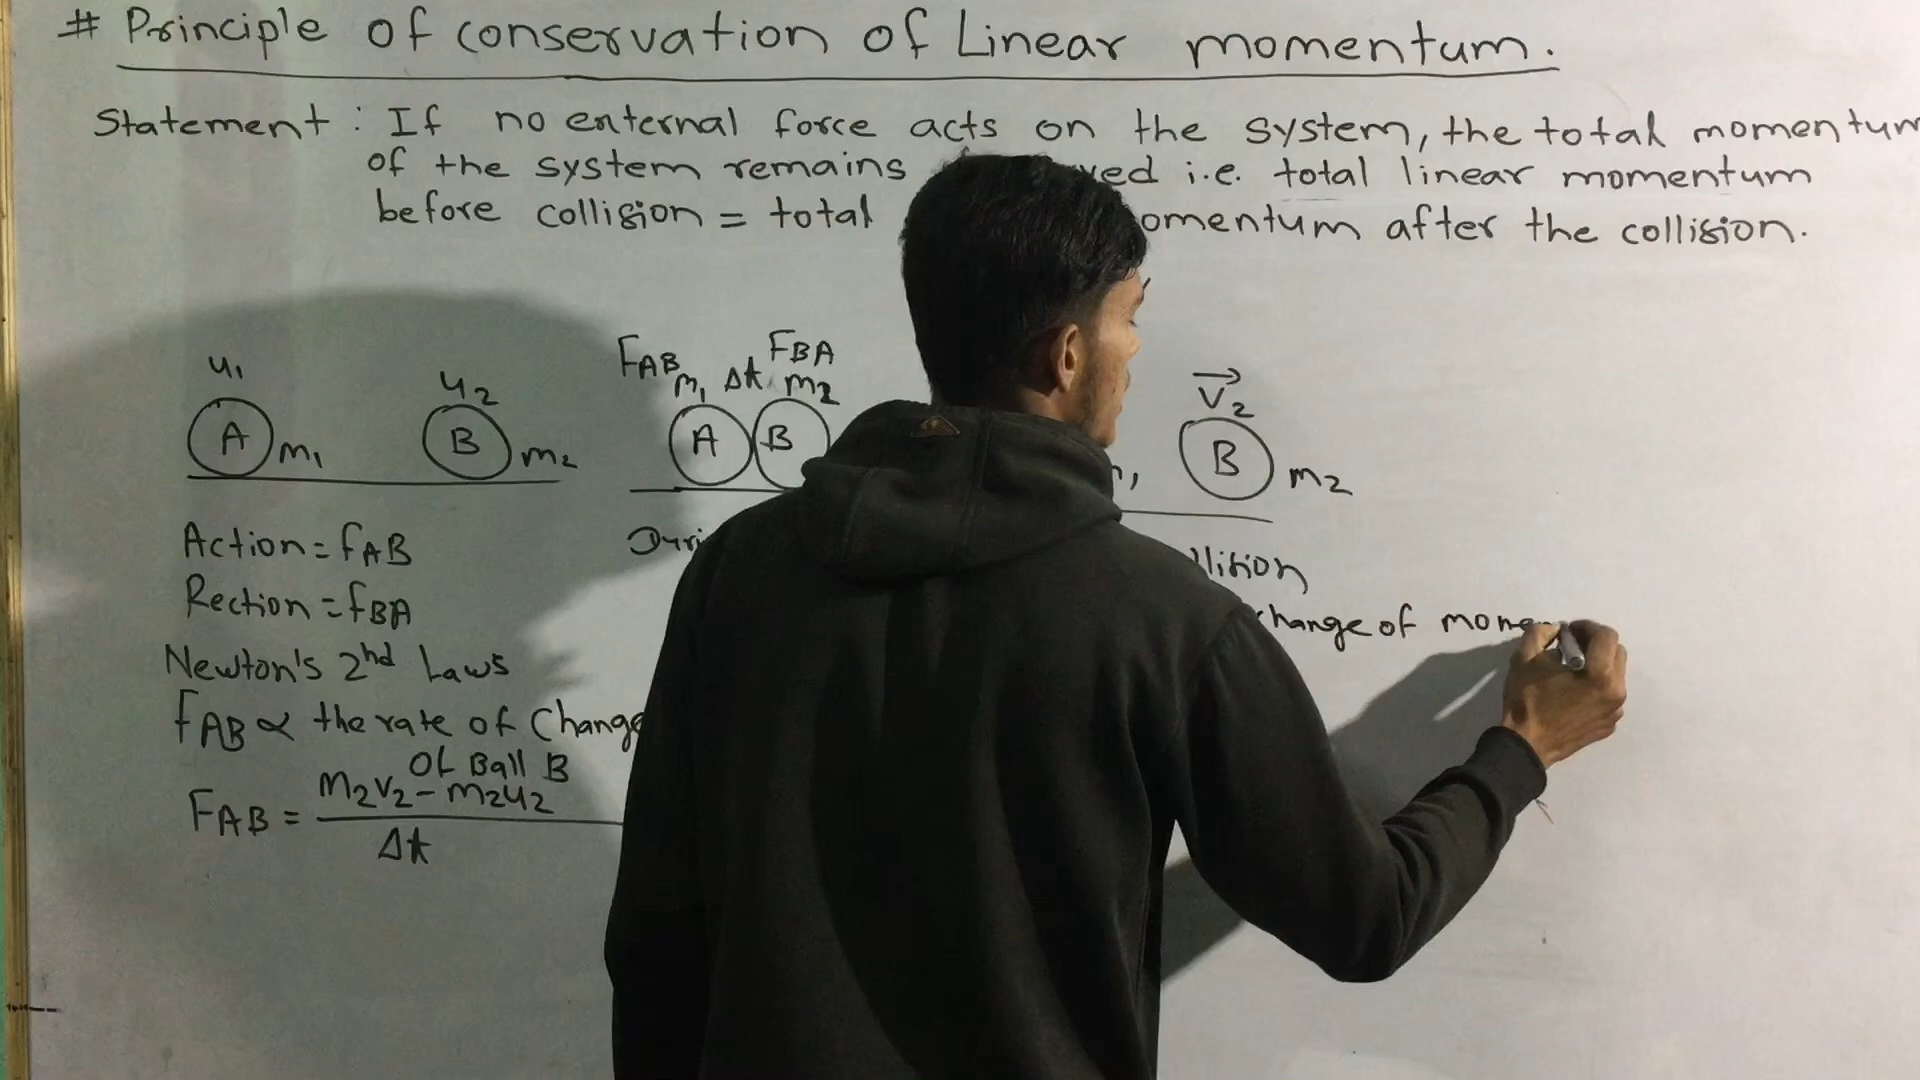 # Principle of conservation of Linear momentum.
Statement : If no external force acts on the system, the total momentum
of the system remains i.e. total linear momentum
before collision = total omentum after the collision.
u1 u2 FAB m1 Δt m2 FBA V2
A m1 B m2 A B B m2
Action = fAB
Rection = fBA
Newton's 2nd Laws
fAB ∝ the rate of Change
Of Ball B
FAB = m2v2 - m2u2
Δt
llision
change of mome